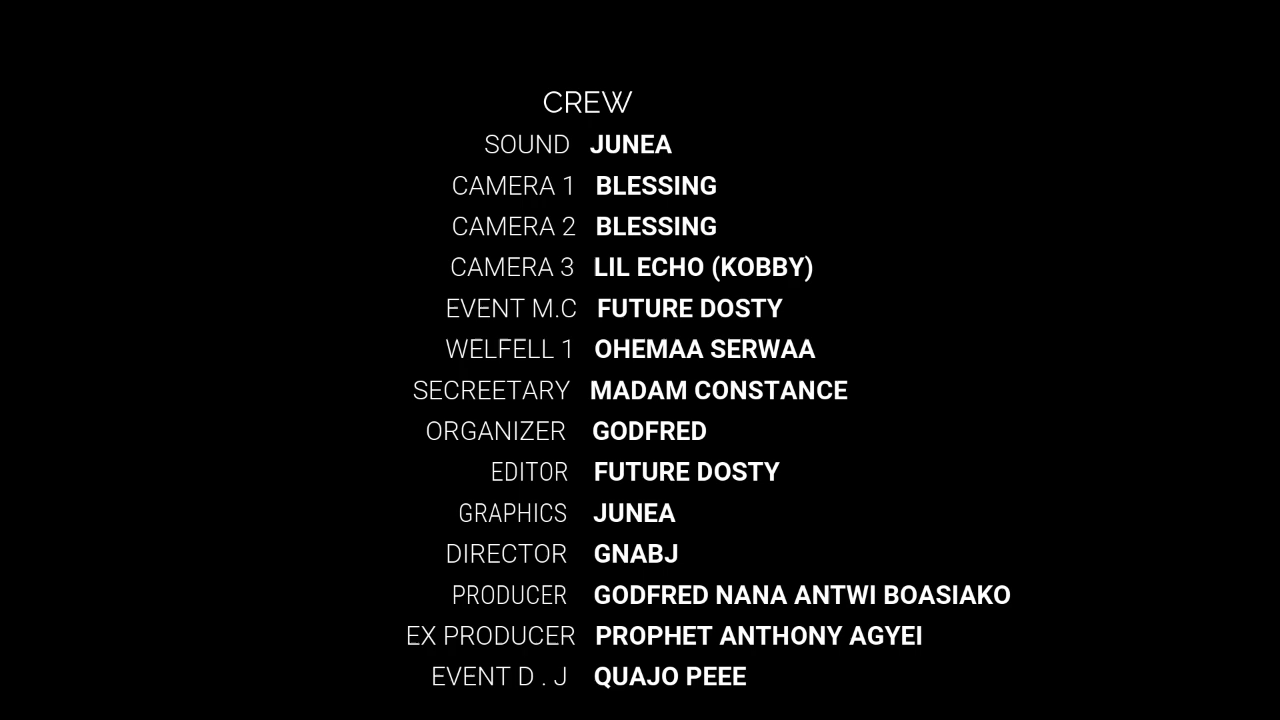 CREW
SOUND JUNEA
CAMERA 1 BLESSING
CAMERA 2 BLESSING
CAMERA 3 LIL ECHO (KOBBY)
EVENT M.C FUTURE DOSTY
WELFELL 1 OHEMAA SERWAA
SECREETARY MADAM CONSTANCE
ORGANIZER GODFRED
EDITOR FUTURE DOSTY
GRAPHICS JUNEA
DIRECTOR GNABJ
PRODUCER GODFRED NANA ANTWI BOASIAKO
EX PRODUCER PROPHET ANTHONY AGYEI
EVENT D . J QUAJO PEEE